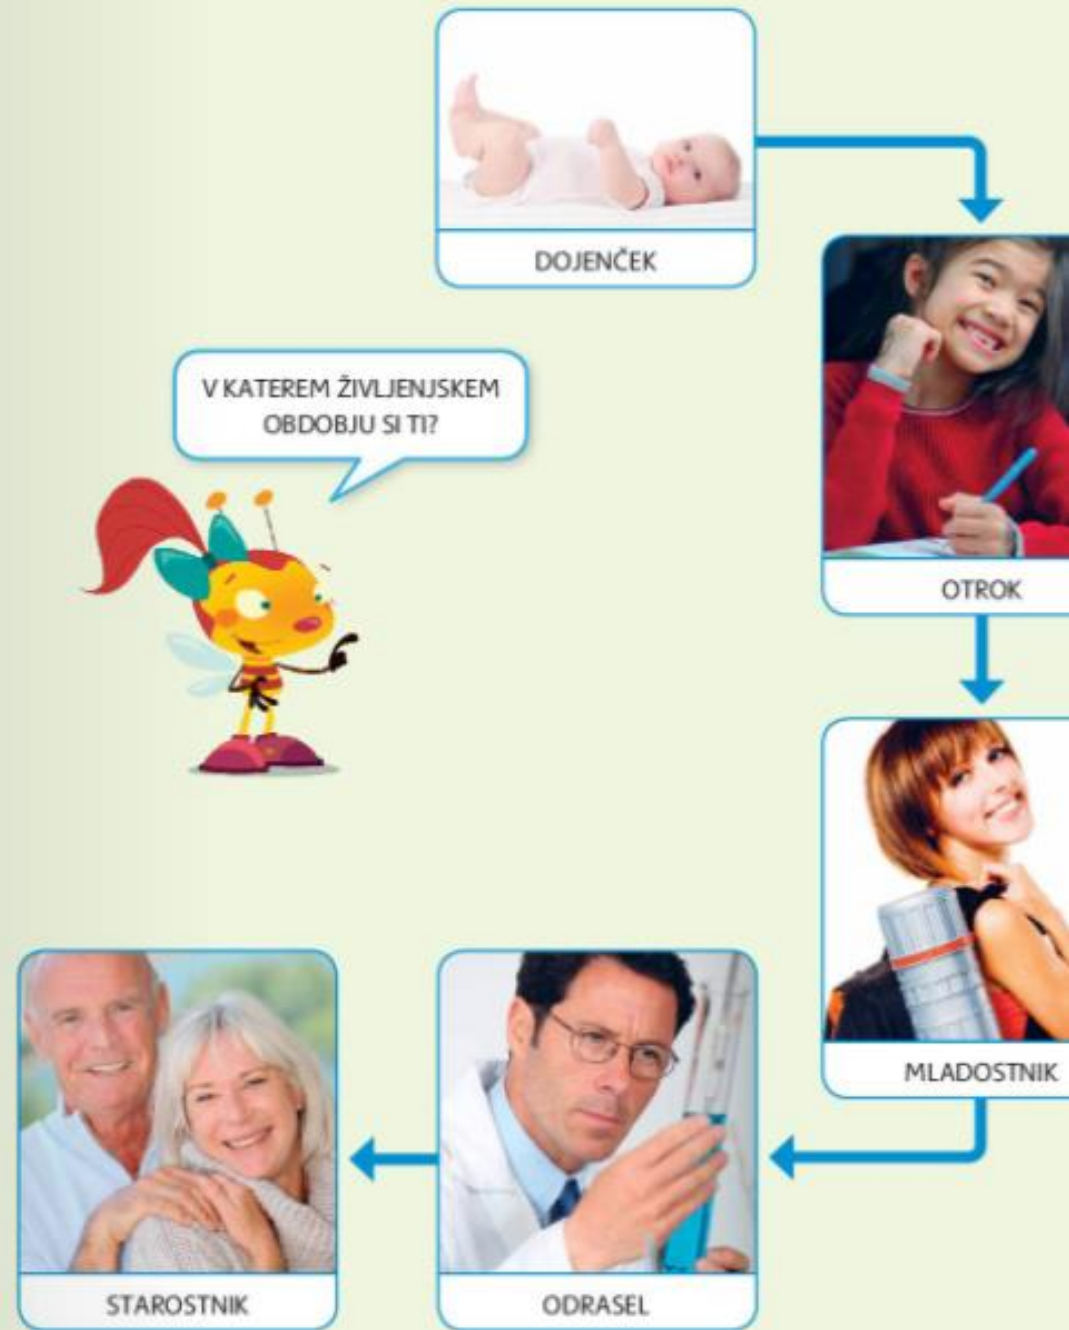 DOJENČEK
V KATEREM ŽIVLJENJSKEM
OBDOBJU SI TI?
OTROK
MLADOSTNIK
STAROSTNIK
ODRASEL